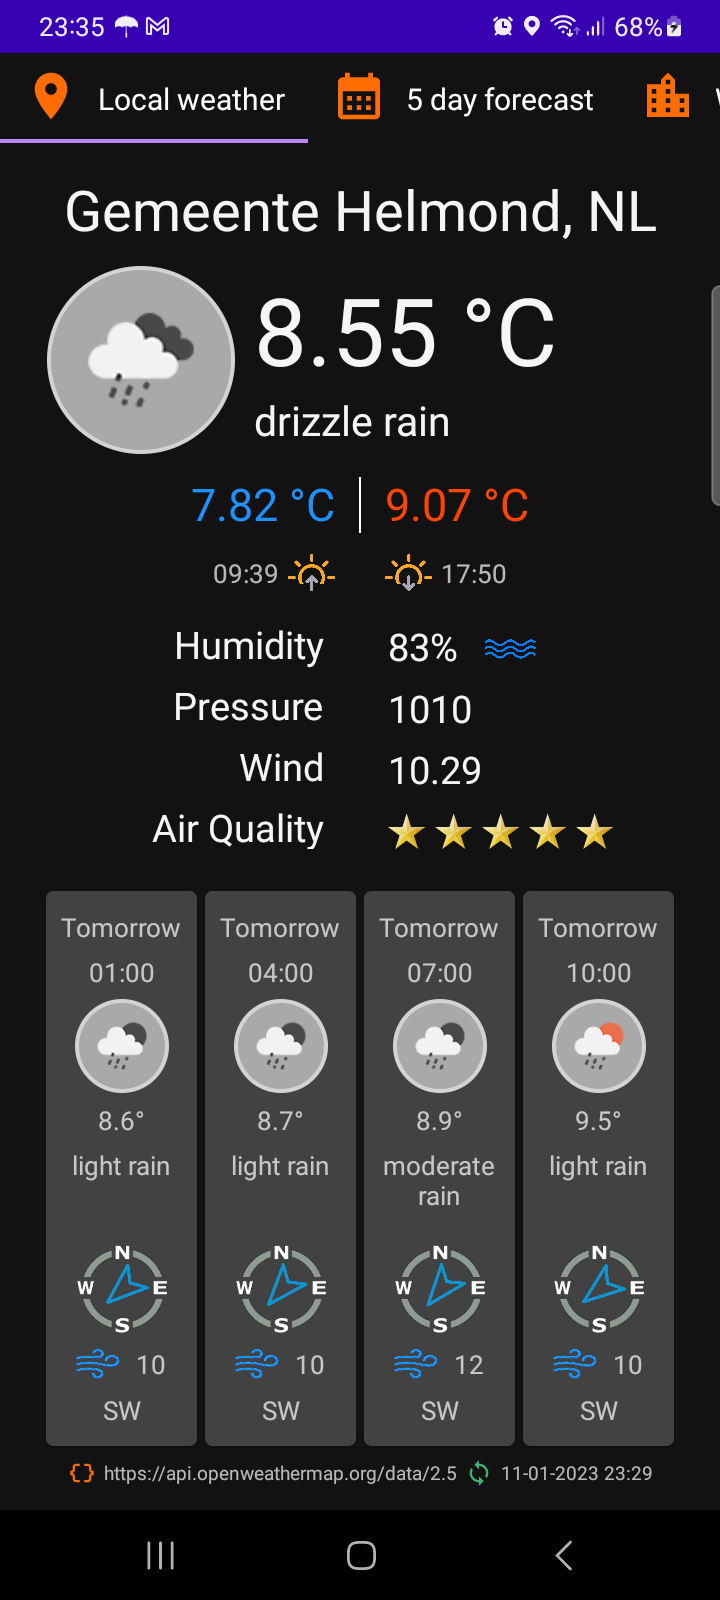 23:35 68%
Local weather 5 day forecast
Gemeente Helmond, NL
8.55 °C
drizzle rain
7.82 °C 9.07 °C
09:39 17:50
Humidity 83%
Pressure 1010
Wind 10.29
Air Quality
Tomorrow Tomorrow Tomorrow Tomorrow
01:00 04:00 07:00 10:00
8.6° 8.7° 8.9° 9.5°
light rain light rain moderate light rain
rain
N N N N
W E W E W E W E
S S S S
10 10 12 10
SW SW SW SW
{} https://api.openweathermap.org/data/2.5 11-01-2023 23:29